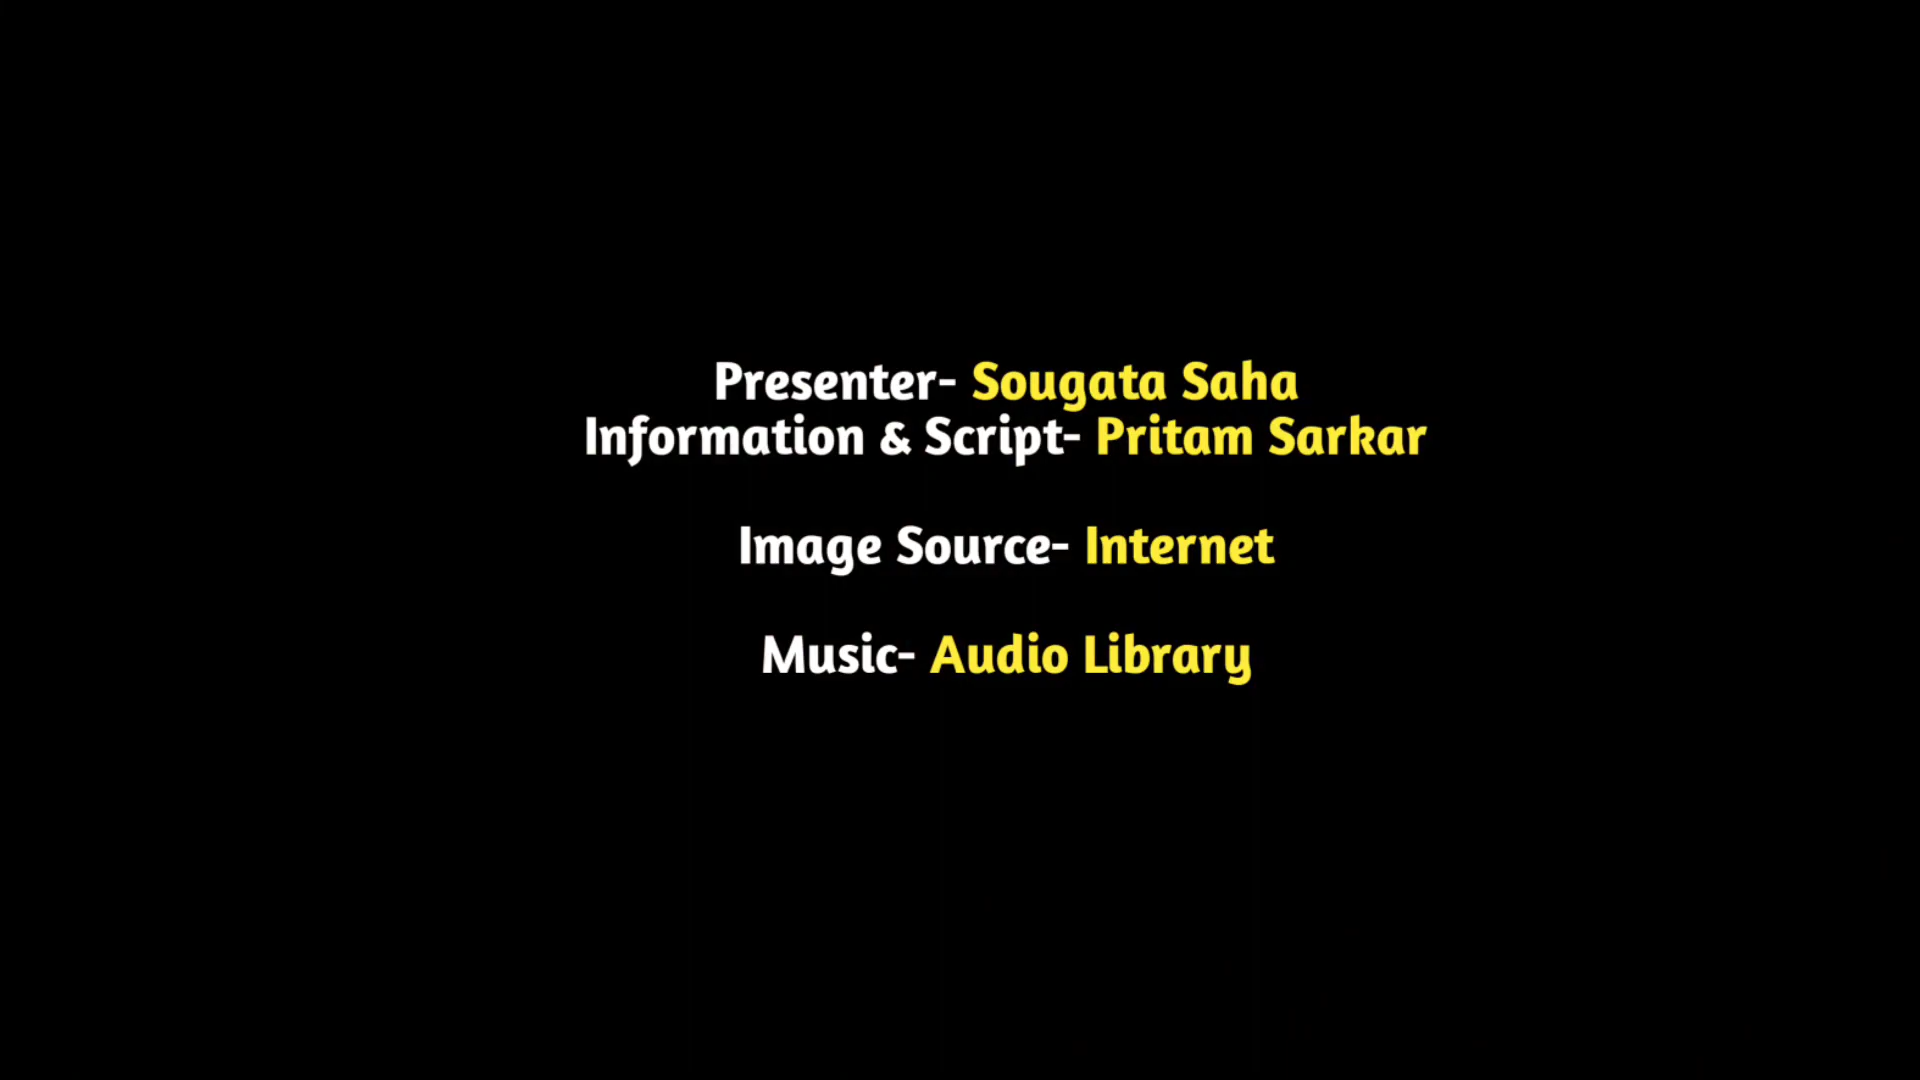 Presenter- Sougata Saha
Information & Script- Pritam Sarkar
Image Source- Internet
Music- Audio Library